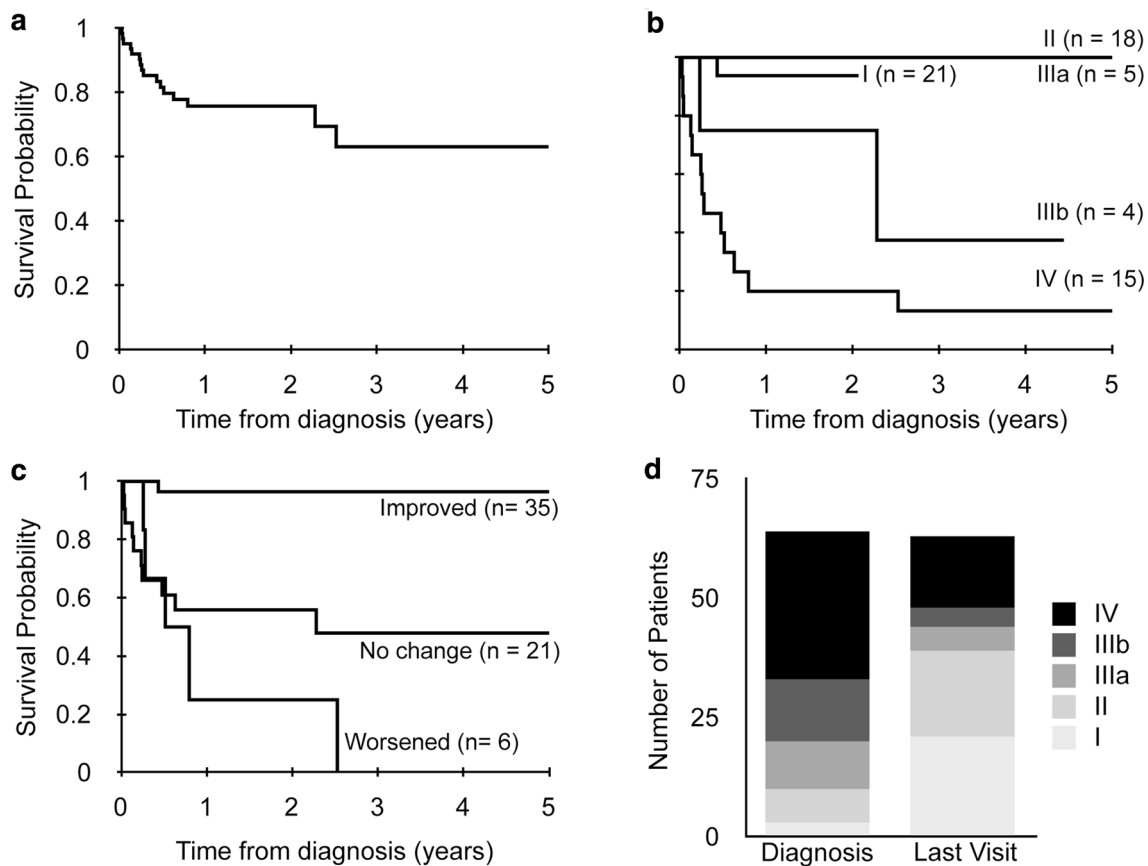 a
1
0.8
0.6
0.4
0.2
0
Survival Probability
0 1 2 3 4 5
Time from diagnosis (years)
b
II (n = 18)
I (n = 21)
IIIa (n = 5)
IIIb (n = 4)
IV (n = 15)
0 1 2 3 4 5
Time from diagnosis (years)
c
1
0.8
0.6
0.4
0.2
0
Survival Probability
Improved (n= 35)
No change (n = 21)
Worsened (n= 6)
0 1 2 3 4 5
Time from diagnosis (years)
d
75
50
25
0
Number of Patients
IV
IIIb
IIIa
II
I
Diagnosis Last Visit